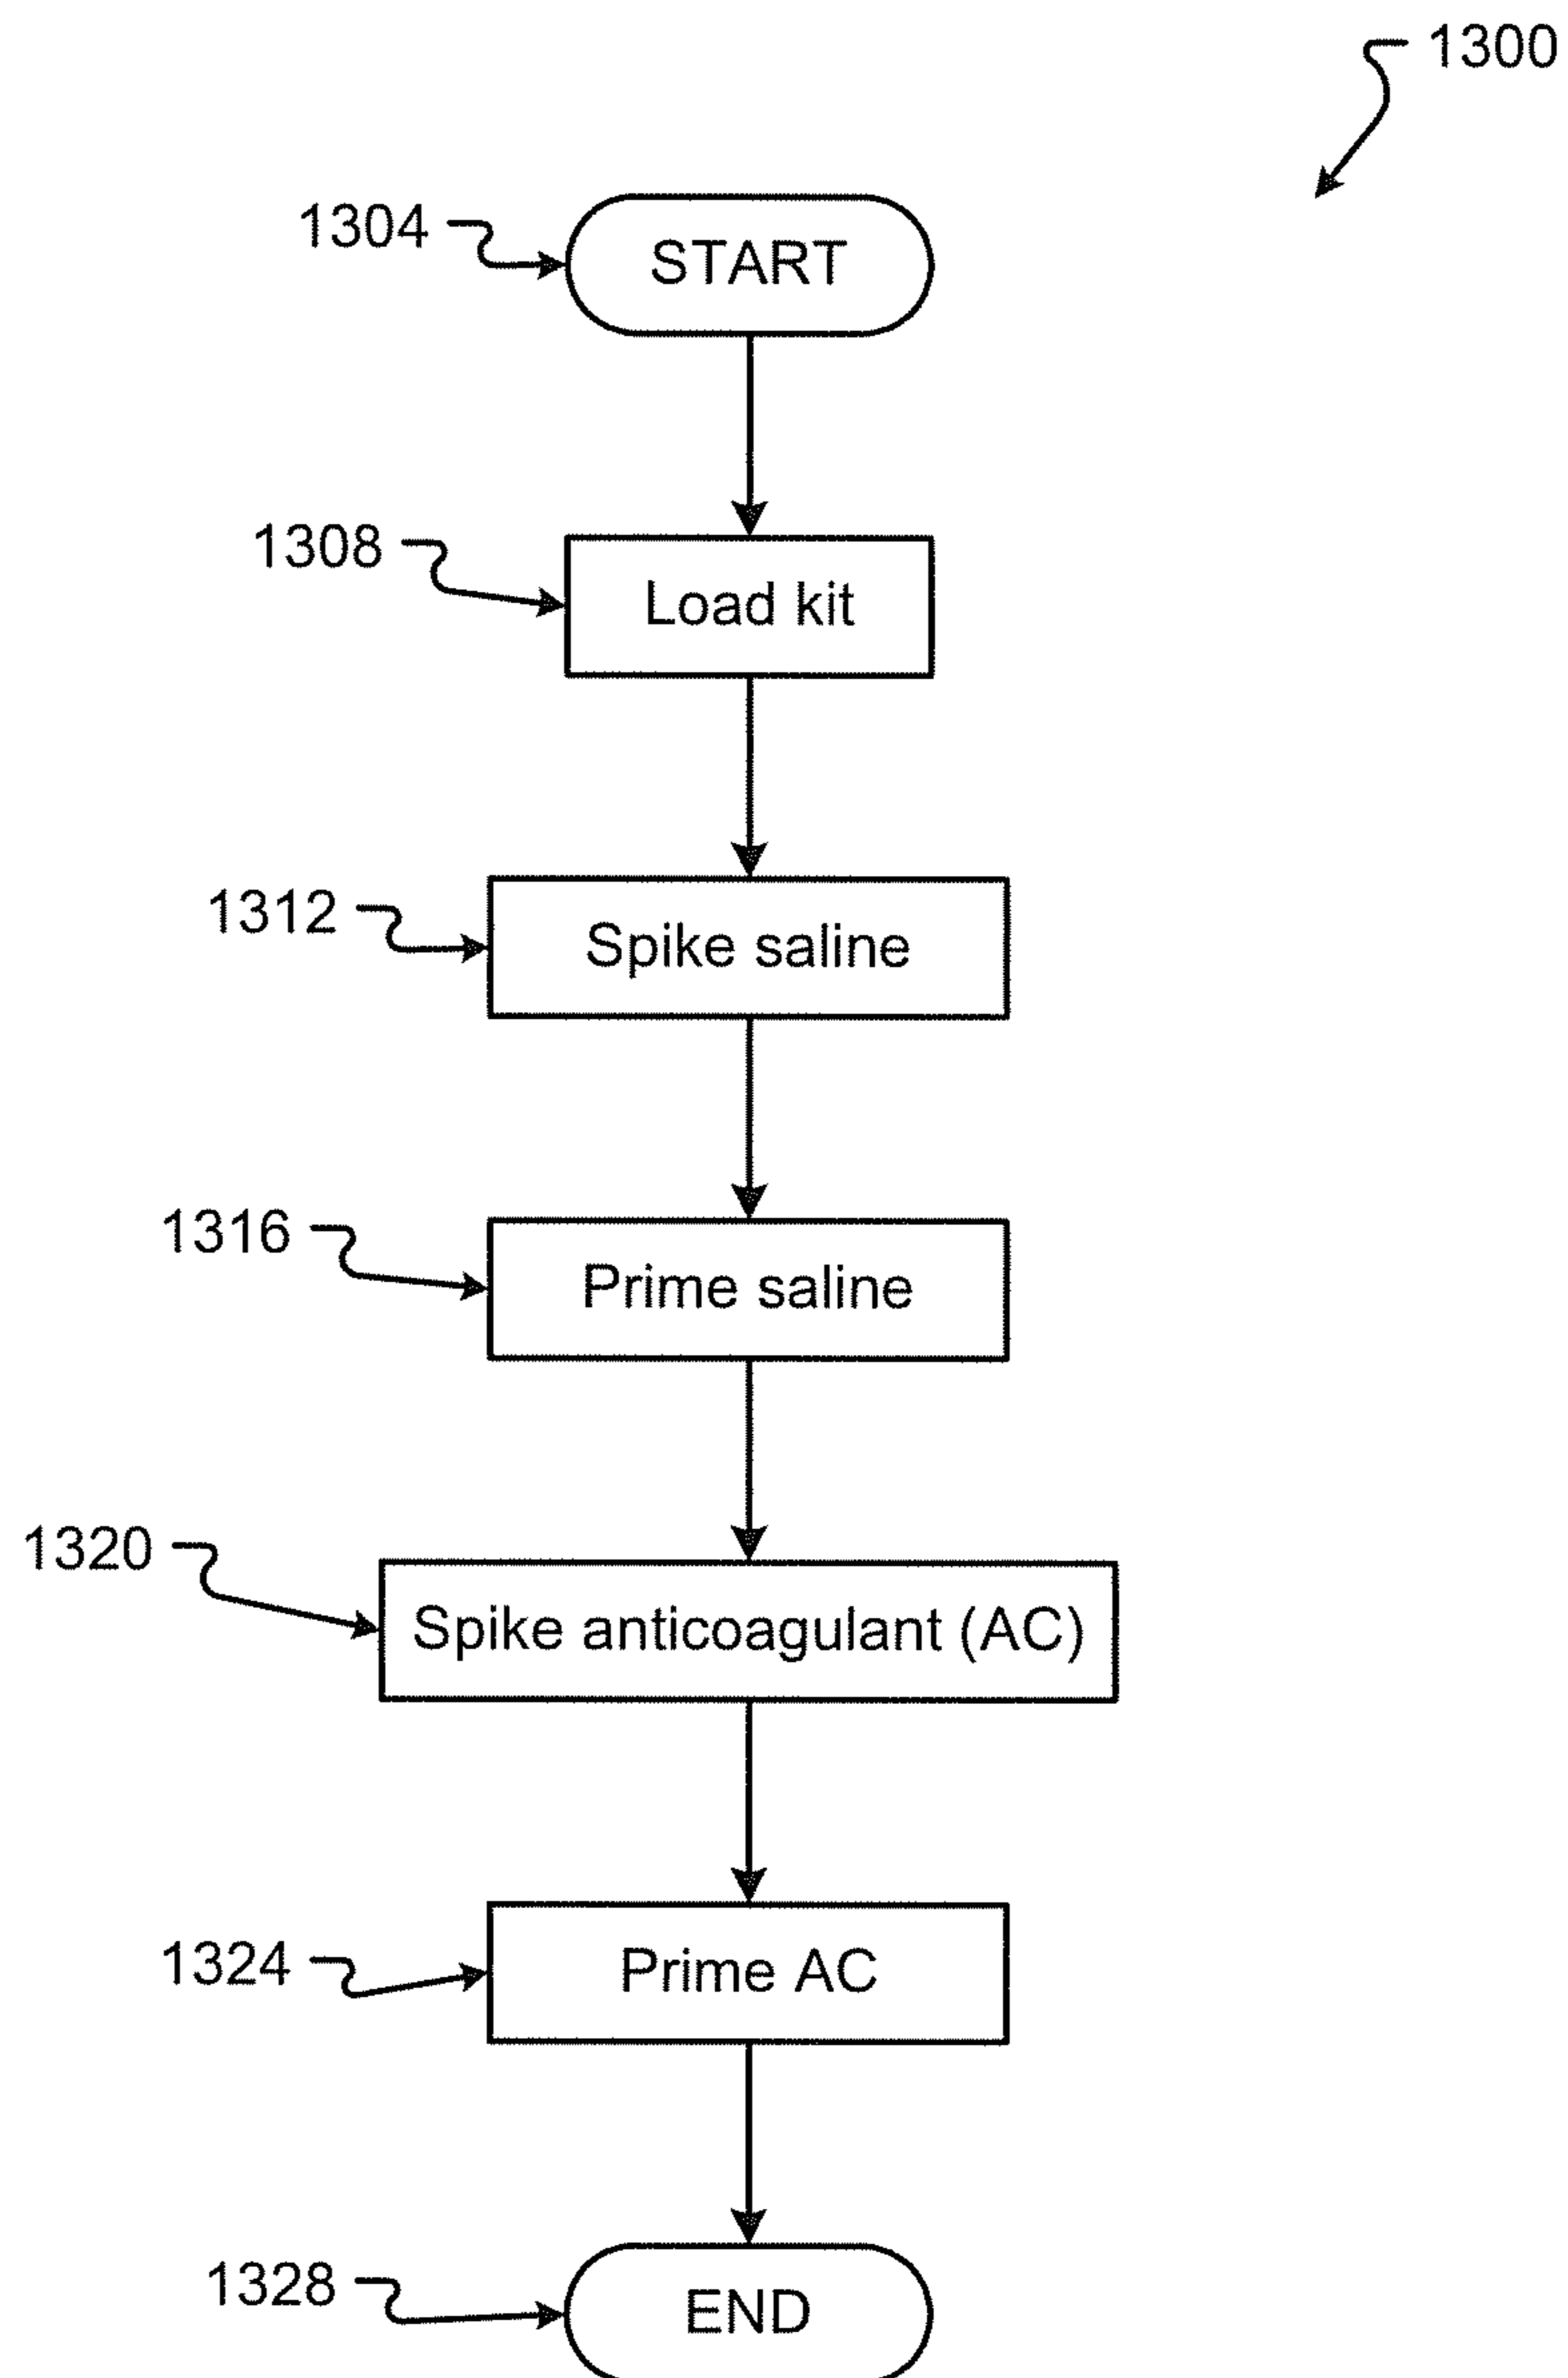 1300
1304
START
1308
Load kit
1312
Spike saline
1316
Prime saline
1320
Spike anticoagulant (AC)
1324
Prime AC
1328
END